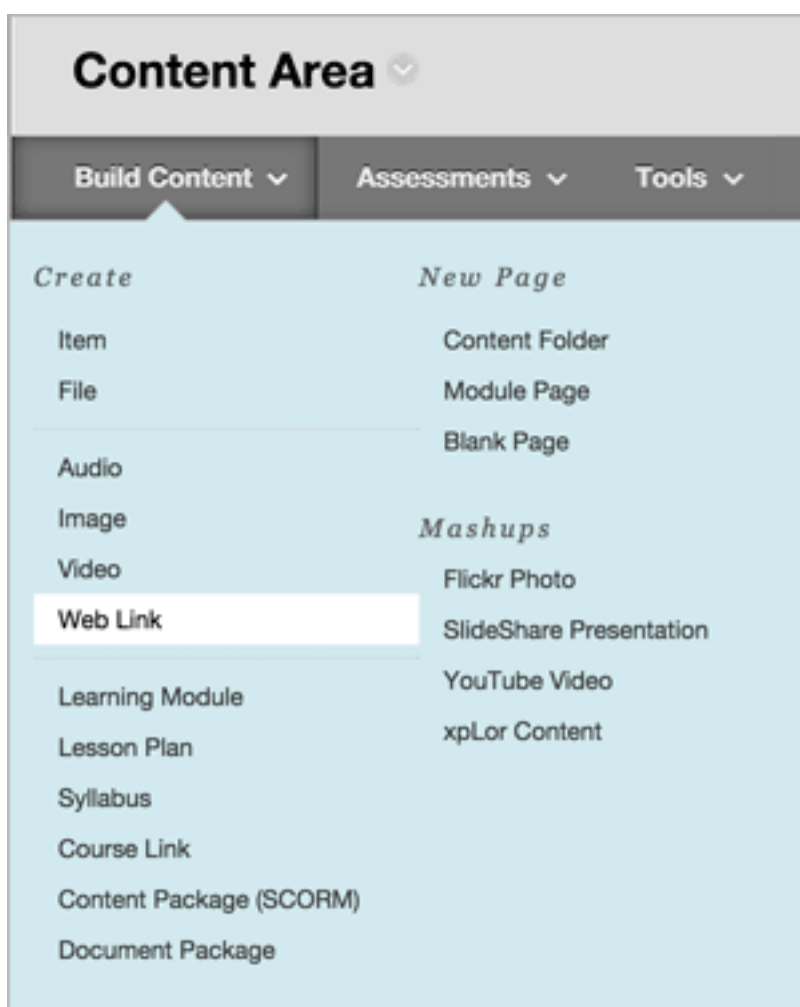 Content Area
Build Content
Assessments
Tools
Create
Item
File
Audio
Image
Video
Web Link
Learning Module
Lesson Plan
Syllabus
Course Link
Content Package (SCORM)
Document Package
New Page
Content Folder
Module Page
Blank Page
Mashups
Flickr Photo
SlideShare Presentation
YouTube Video
xpLor Content